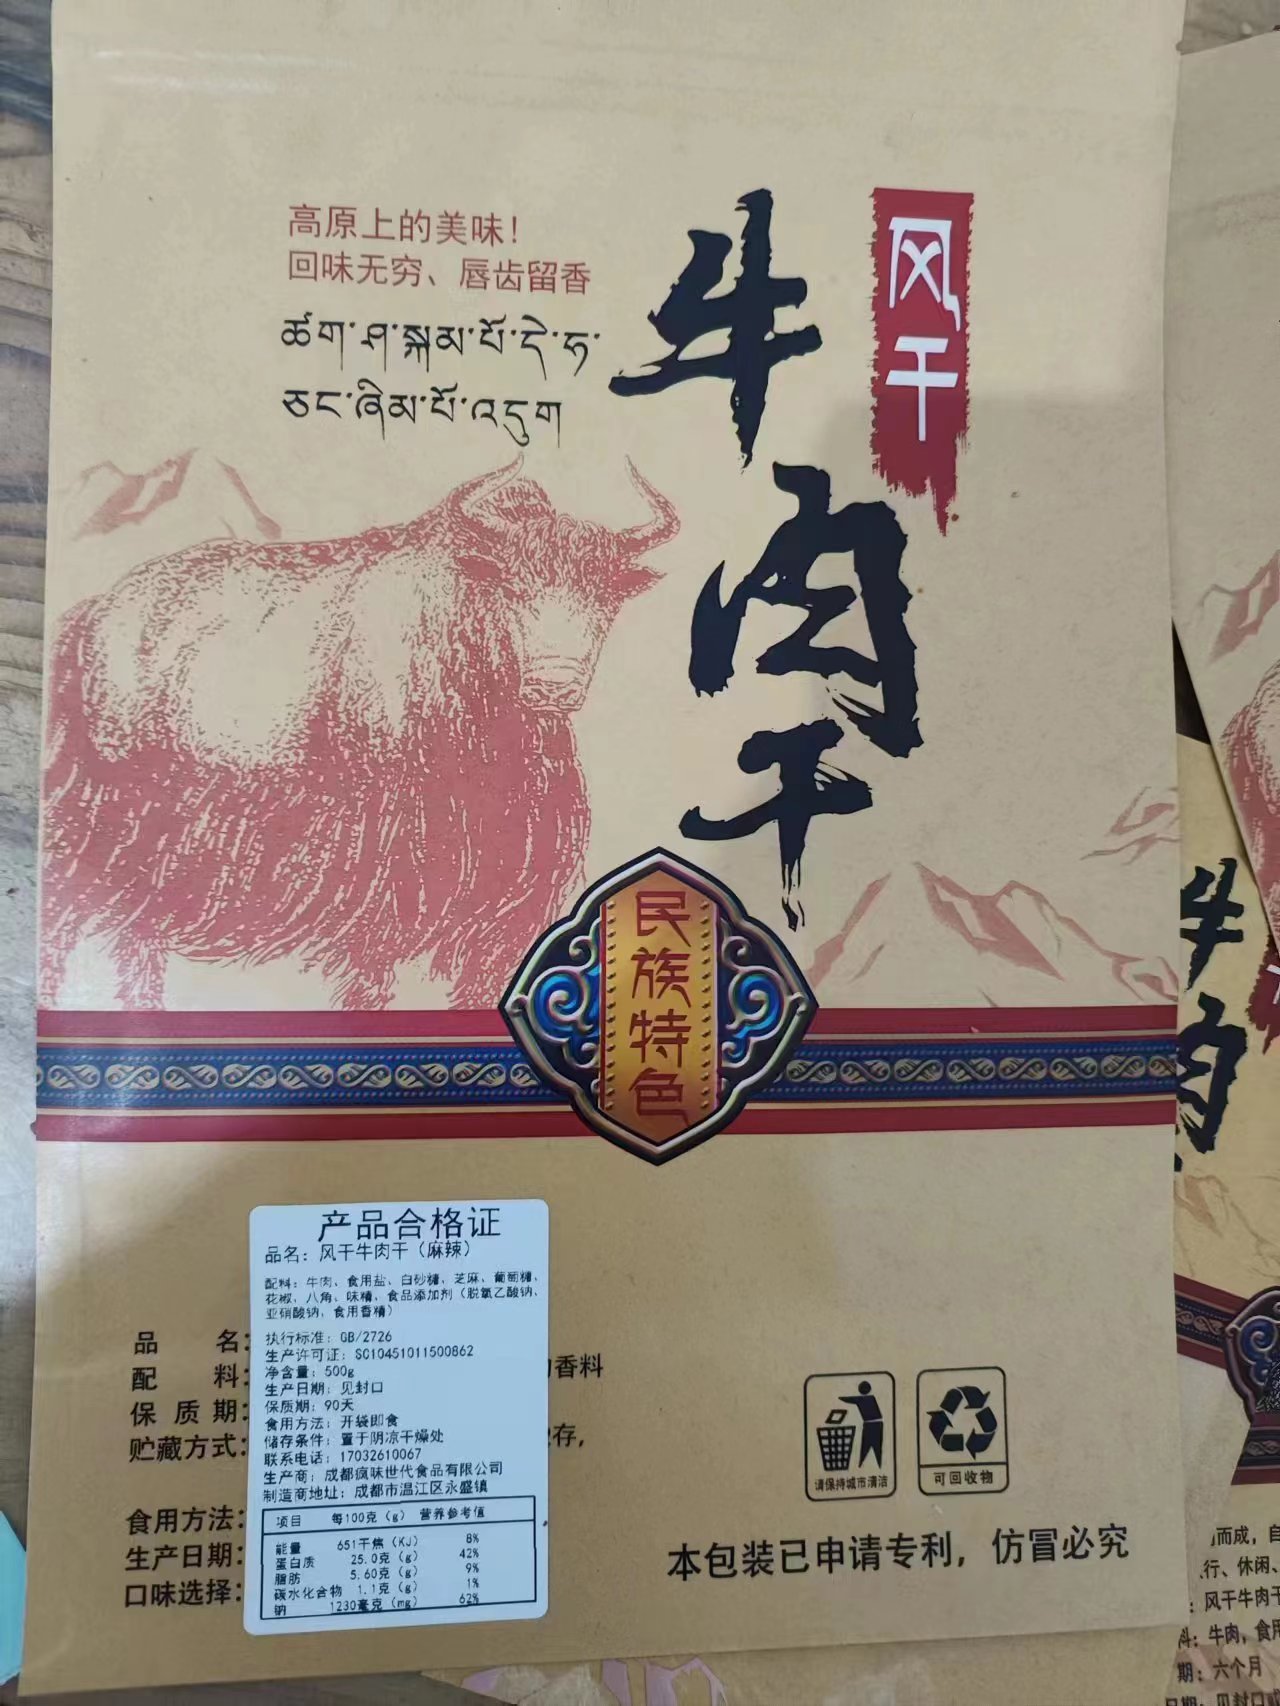 高原上的美味！
回味无穷、唇齿留香
ཚག་ཤ་སྐམ་པོ་དེ་ཧ་
ཅང་ཞིམ་པོ་འདུག
风干
牛肉干
民族特色
产品合格证
品名：风干牛肉干（麻辣）
配料：牛肉、食用盐、白砂糖、芝麻、葡萄糖、
花椒、八角、味精、食品添加剂（脱氧乙酸钠、
亚硝酸钠，食用香精）
执行标准：GB/2726
生产许可证：SC10451011500862
净含量：500g
生产日期：见封口
保质期：90天
食用方法：开袋即食
储存条件：置于阴凉干燥处
联系电话：17032610067
生产商：成都疯味世代食品有限公司
制造商地址：成都市温江区永盛镇
项目 每100克（g） 营养参考值
能量 651千焦（KJ） 8%
蛋白质 25.0克（g） 42%
脂肪 5.60克（g） 9%
碳水化合物 1.1克（g） 1%
钠 1230毫克（mg） 62%
品名：
配料： 香料
保质期：
贮藏方式： 存，
食用方法：
生产日期：
口味选择：
请保持城市清洁
可回收物
本包装已申请专利，仿冒必究
牛肉
而成，自
行、休闲、
：风干牛肉干
料：牛肉，食用
期：六个月
日期：见封口